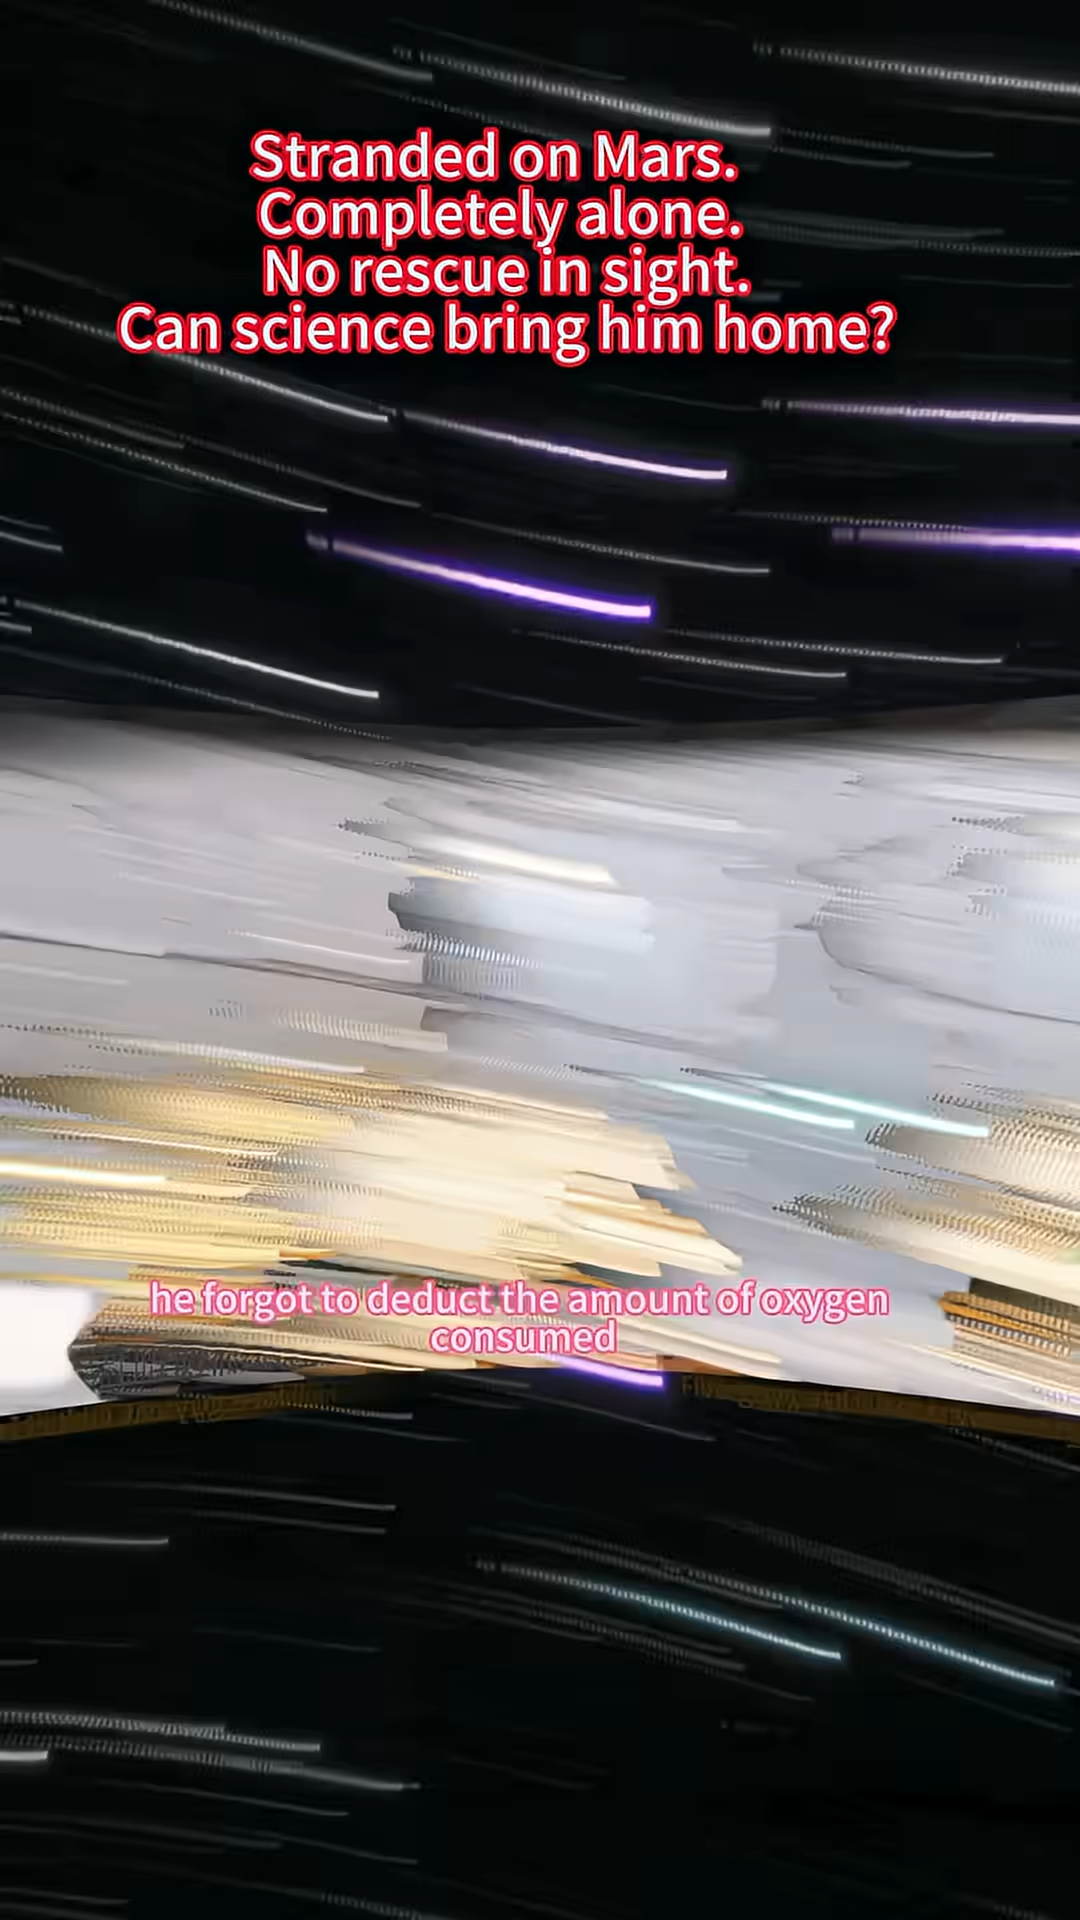 Stranded on Mars.
Completely alone.
No rescue in sight.
Can science bring him home?
he forgot to deduct the amount of oxygen
consumed